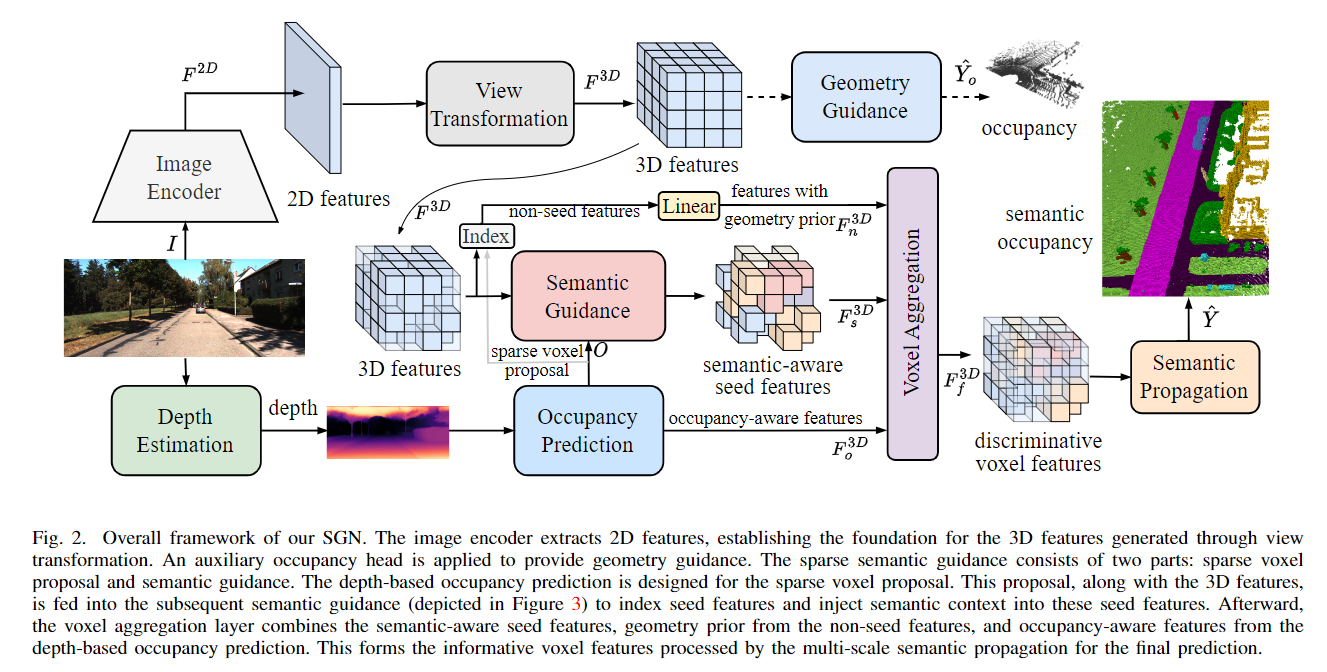 F^2D
View
Transformation
F^3D
Geometry
Guidance
Ŷ_o
occupancy
Image
Encoder
2D features
3D features
I
F^3D
non-seed features
Linear
features with
geometry prior F_n^3D
Index
Semantic
Guidance
F_s^3D
semantic-aware
seed features
3D features
sparse voxel O
proposal
Voxel Aggregation
semantic
occupancy
Ŷ
F_f^3D
discriminative
voxel features
Semantic
Propagation
Depth
Estimation
depth
Occupancy
Prediction
occupancy-aware features
F_o^3D
Fig. 2. Overall framework of our SGN. The image encoder extracts 2D features, establishing the foundation for the 3D features generated through view
transformation. An auxiliary occupancy head is applied to provide geometry guidance. The sparse semantic guidance consists of two parts: sparse voxel
proposal and semantic guidance. The depth-based occupancy prediction is designed for the sparse voxel proposal. This proposal, along with the 3D features,
is fed into the subsequent semantic guidance (depicted in Figure 3) to index seed features and inject semantic context into these seed features. Afterward,
the voxel aggregation layer combines the semantic-aware seed features, geometry prior from the non-seed features, and occupancy-aware features from the
depth-based occupancy prediction. This forms the informative voxel features processed by the multi-scale semantic propagation for the final prediction.